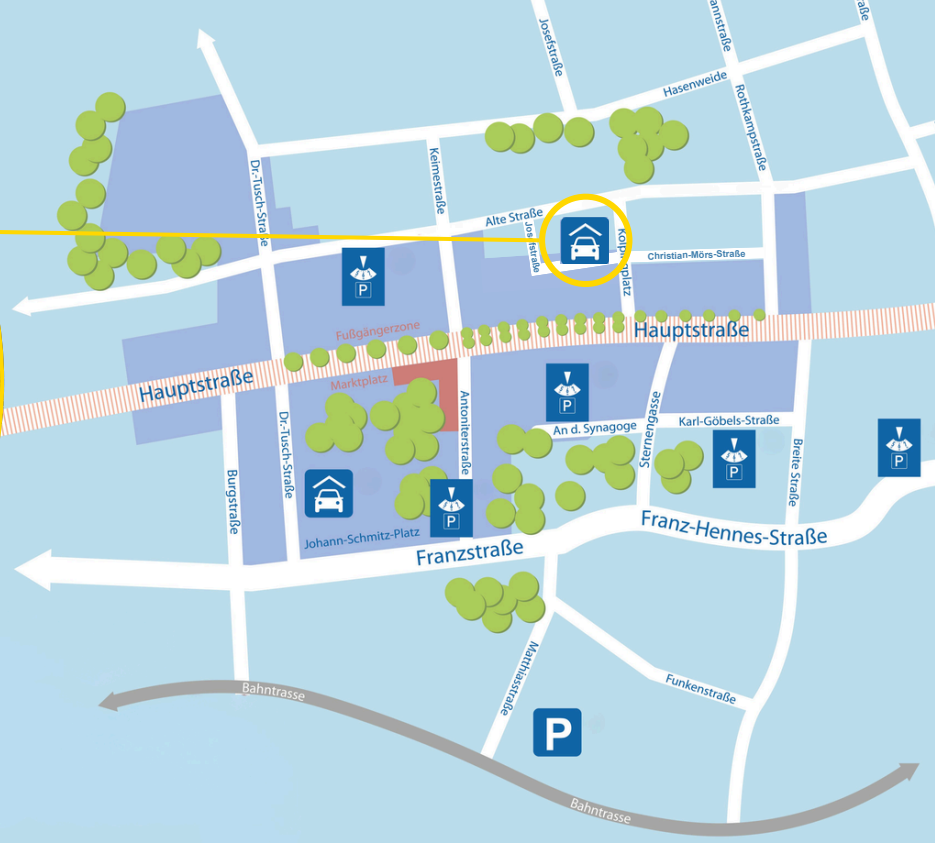 Josefstraße
annstraße
aße
Hasenweide
Rothkampstraße
Keimestraße
Dr.-Tusch-Straße
Alte Straße
Josefstraße
Christian-Mörs-Straße
P
Fußgängerzone
Hauptstraße
Hauptstraße
Marktplatz
P
Antoniterstraße
Dr.-Tusch-Straße
An d. Synagoge
Karl-Göbels-Straße
Sternengasse
P
P
Breite Straße
Burgstraße
P
Johann-Schmitz-Platz
Franzstraße
Franz-Hennes-Straße
Matthiasstraße
Funkenstraße
Bahntrasse
P
Bahntrasse